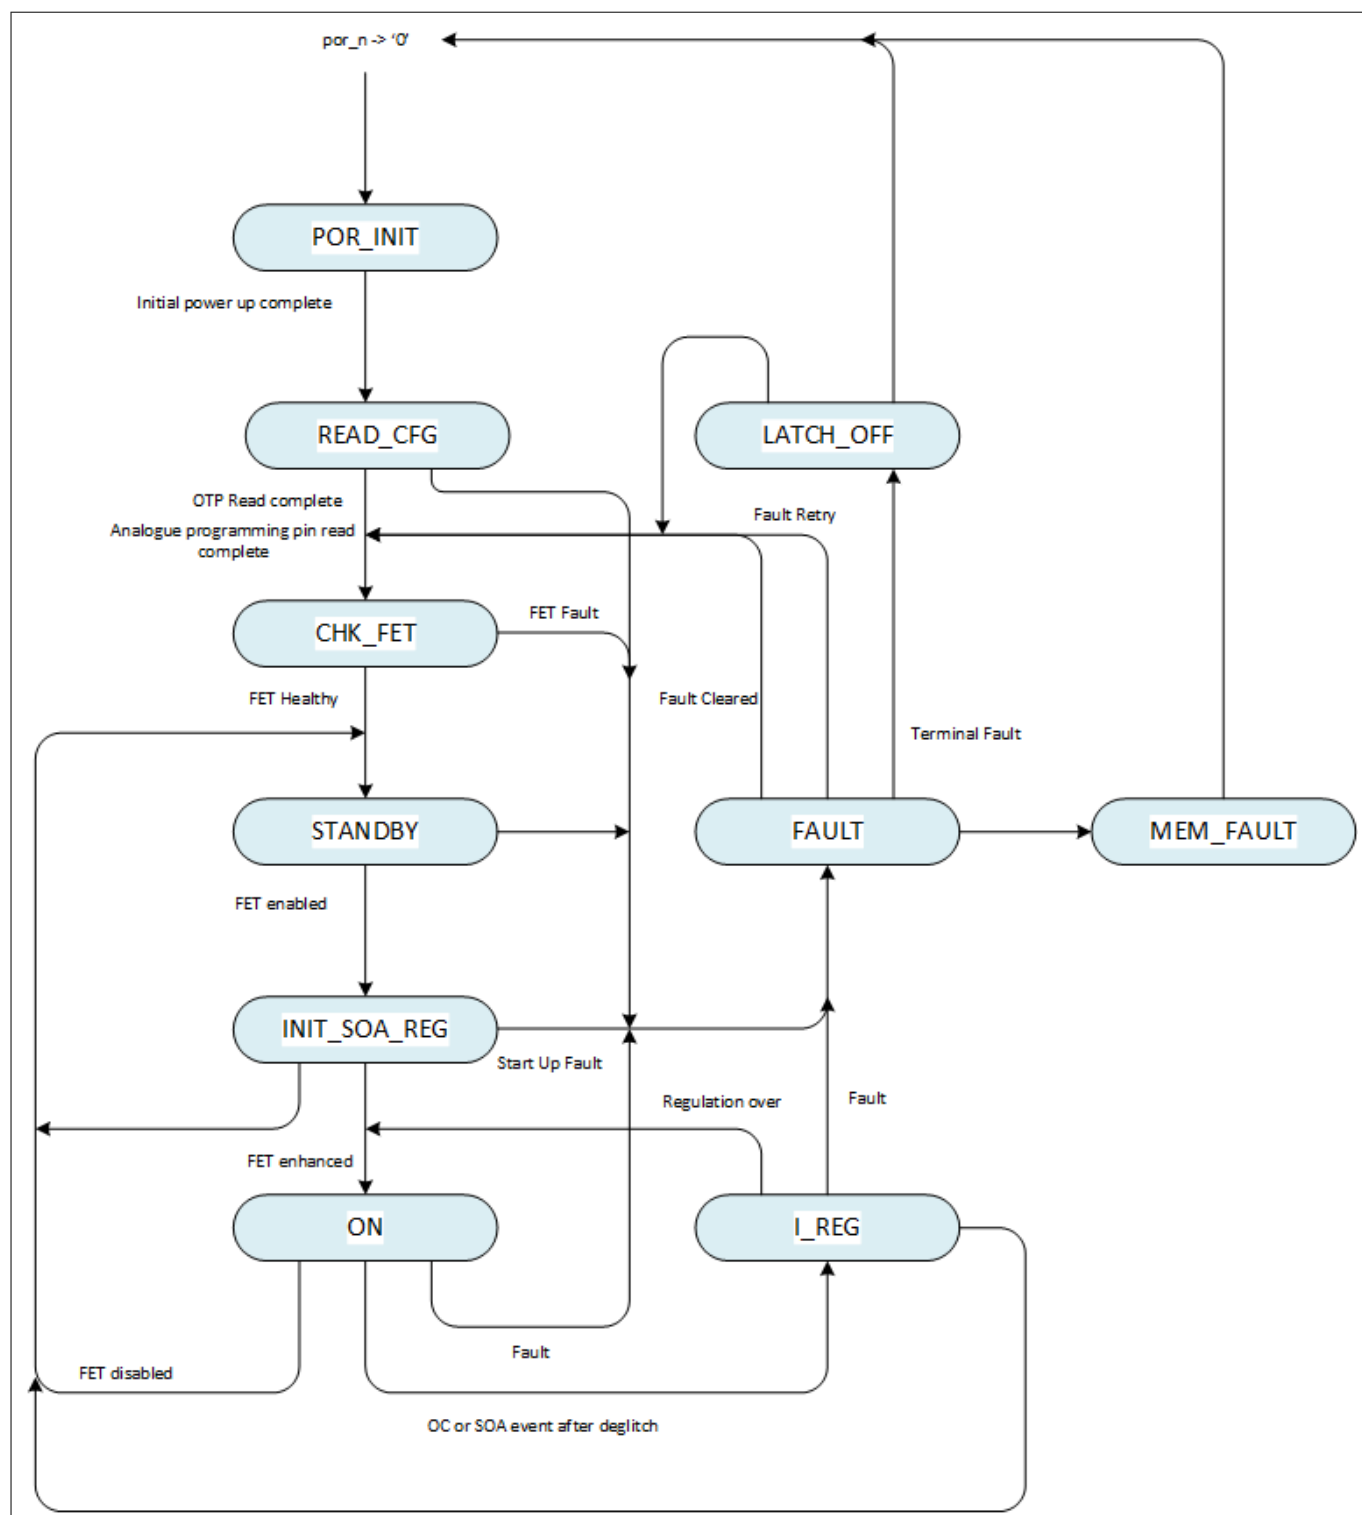 por_n -> ‘0’
POR_INIT
Initial power up complete
READ_CFG
LATCH_OFF
OTP Read complete
Analogue programming pin read
complete
Fault Retry
CHK_FET
FET Fault
FET Healthy
Fault Cleared
Terminal Fault
STANDBY
FAULT
MEM_FAULT
FET enabled
INIT_SOA_REG
Start Up Fault
Regulation over
Fault
FET enhanced
ON
I_REG
Fault
FET disabled
OC or SOA event after deglitch